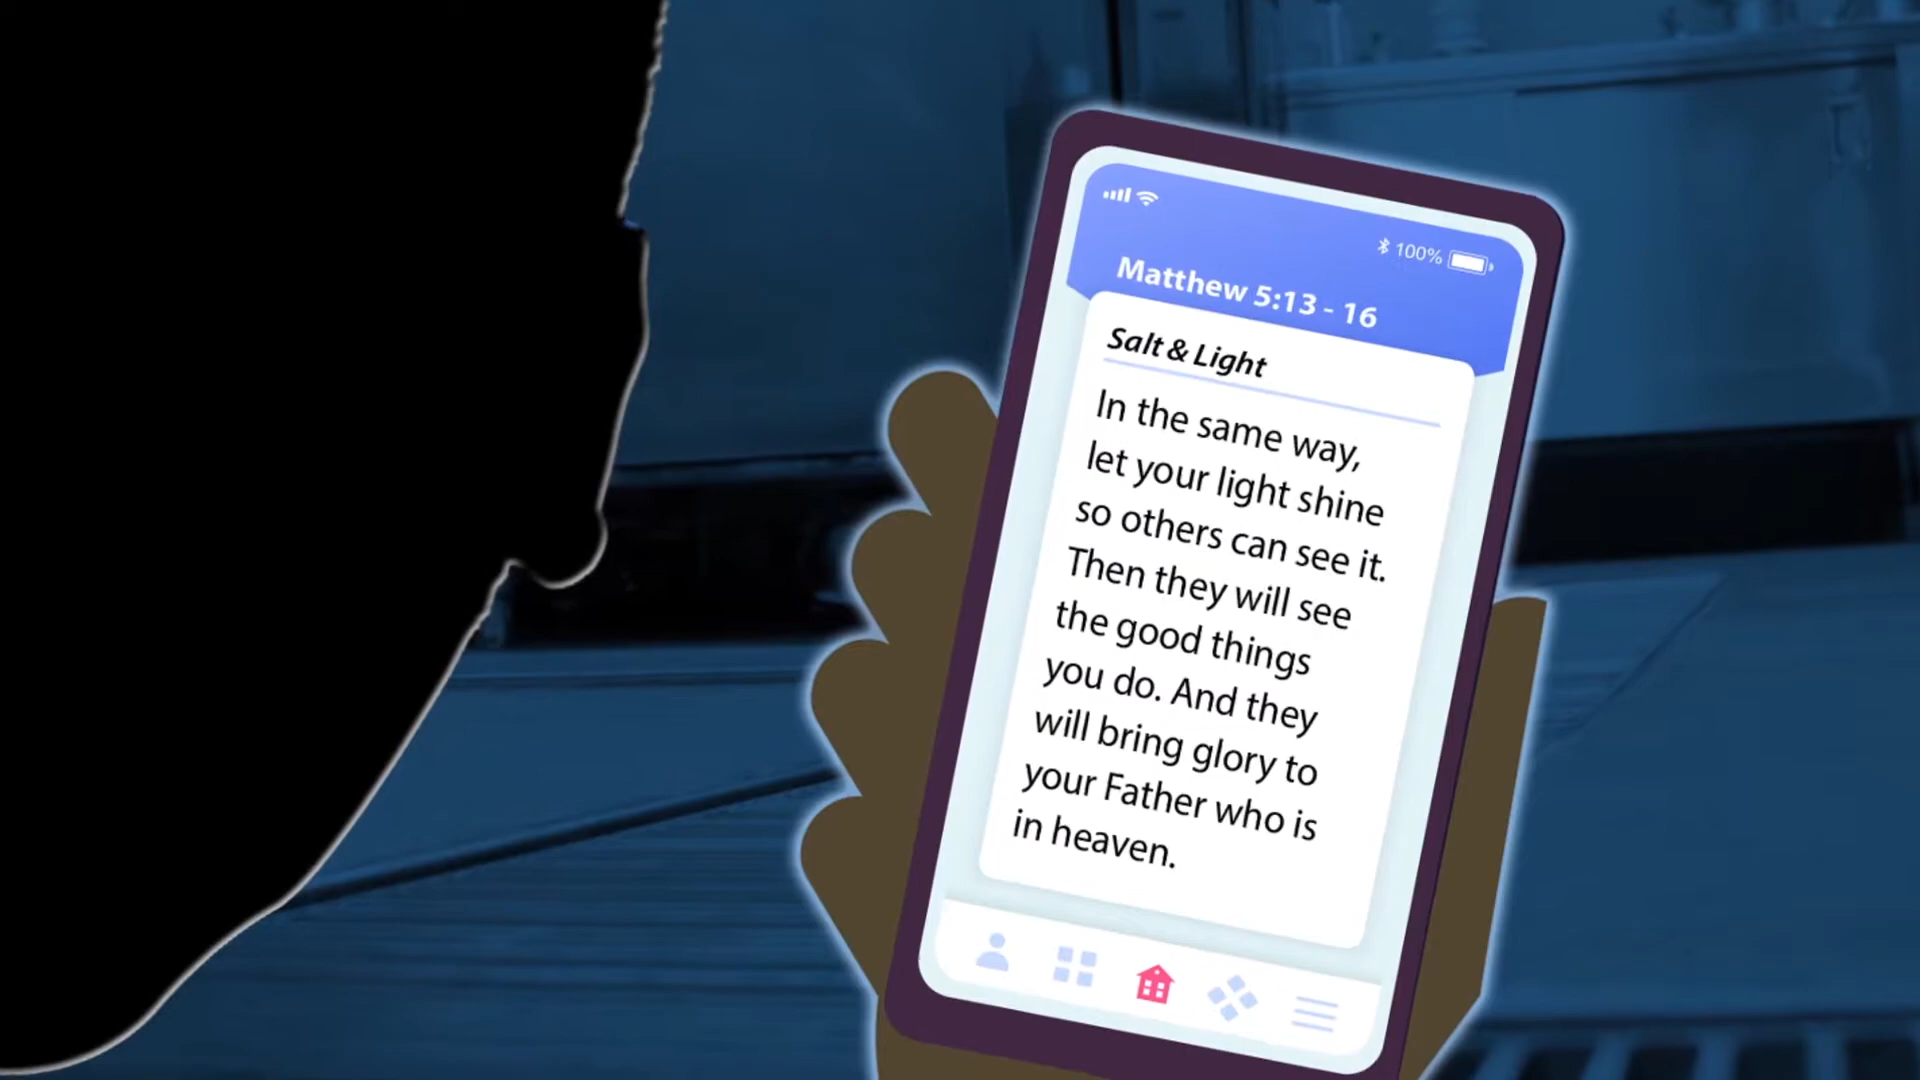 100%
Matthew 5:13 - 16
Salt & Light
In the same way,
let your light shine
so others can see it.
Then they will see
the good things
you do. And they
will bring glory to
your Father who is
in heaven.